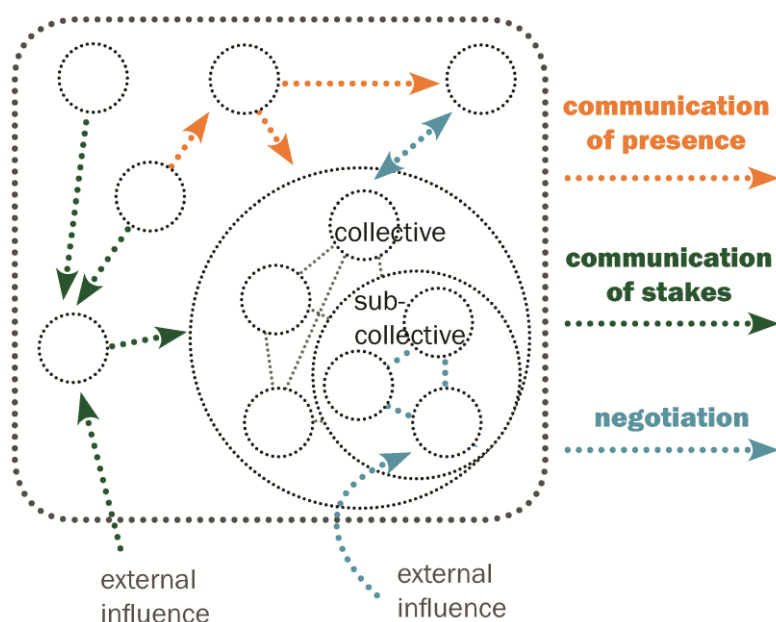 communication
of presence
collective
communication
of stakes
sub-
collective
negotiation
external
influence
external
influence